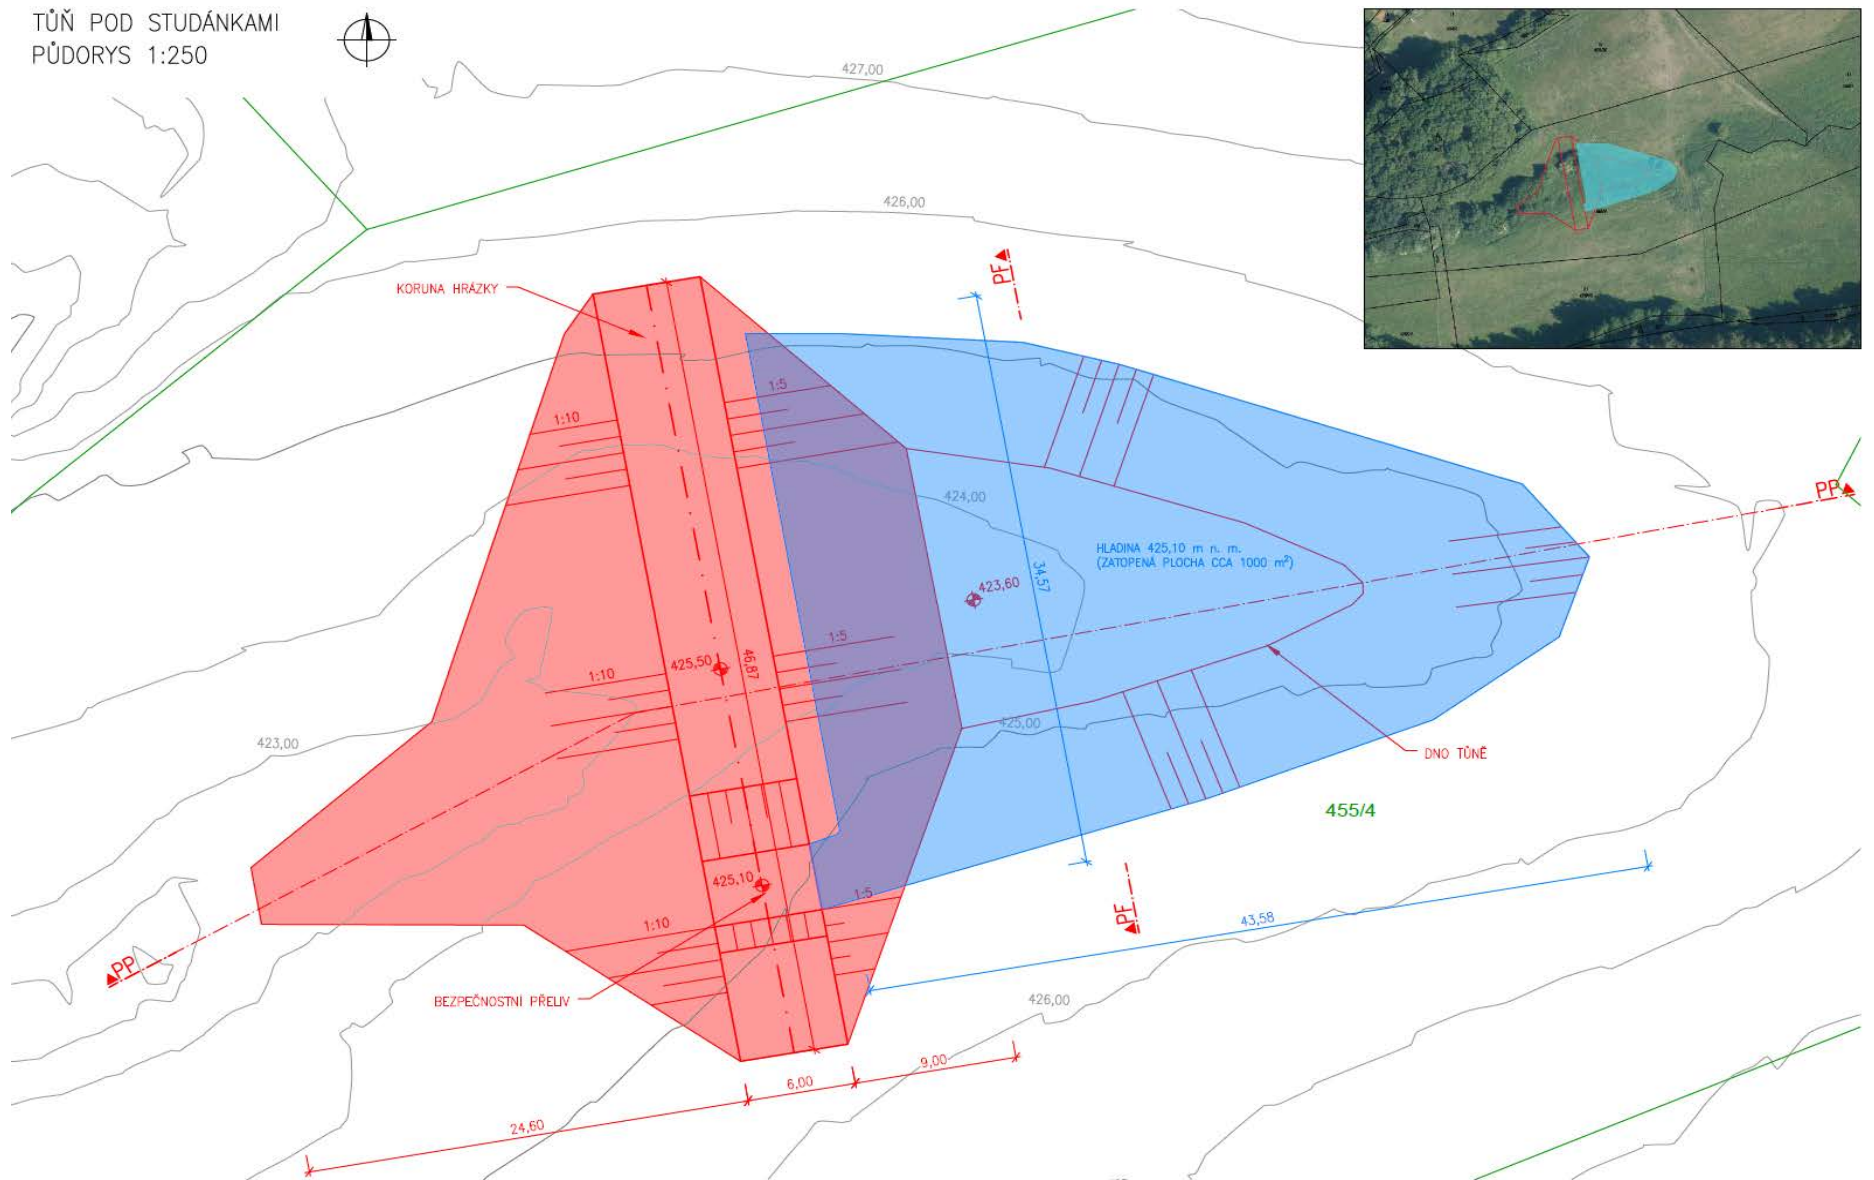 TŮŇ POD STUDÁNKAMI
PŮDORYS 1:250
427,00
426,00
PF
KORUNA HRÁZKY
1:5
1:10
424,00
PP
HLADINA 425,10 m n. m.
(ZATOPENÁ PLOCHA CCA 1000 m²)
34,57
423,60
1:5
425,50
46,87
1:10
423,00
425,00
DNO TŮNĚ
455/4
425,10
1:5
1:10
PF
43,58
PP
BEZPEČNOSTNÍ PŘELIV
426,00
9,00
6,00
24,60